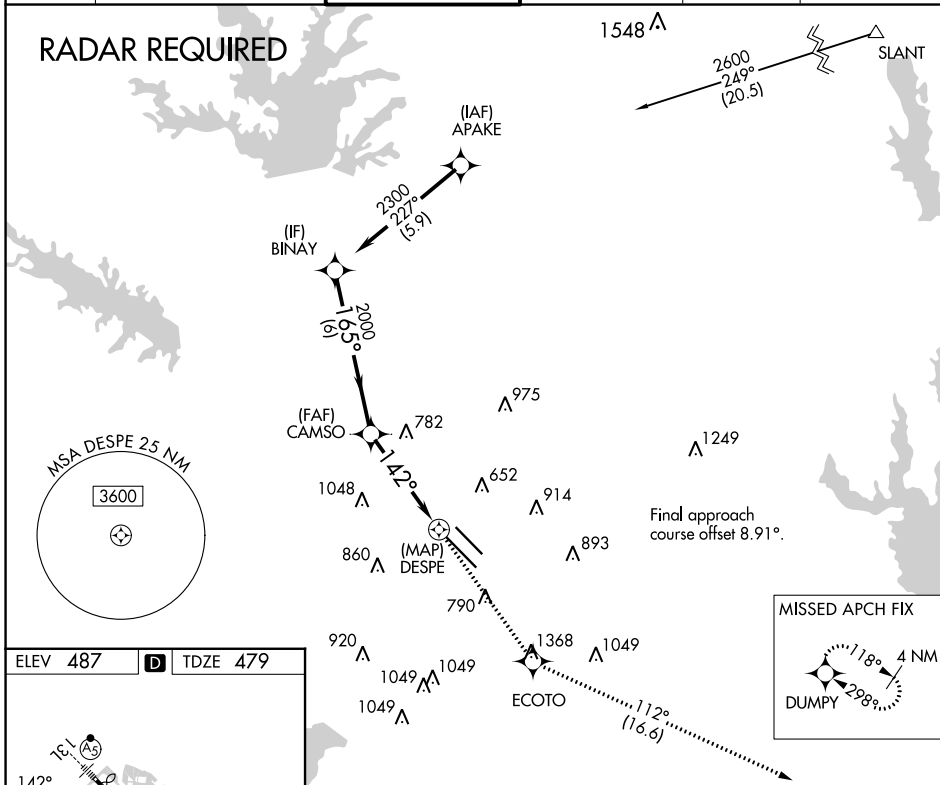 RADAR REQUIRED
1548
SLANT
2600
249°
(20.5)
(IAF)
APAKE
2300
227°
(5.9)
(IF)
BINAY
2000
165°
(6)
(FAF)
CAMSO
782
975
1249
142°
MSA DESPE 25 NM
3600
1048
652
914
Final approach
course offset 8.91°.
(MAP)
DESPE
860
893
790
MISSED APCH FIX
118°
4 NM
298°
DUMPY
920
1368
1049
ECOTO
1049
1049
1049
112°
(16.6)
ELEV 487
D
TDZE 479
13L
A5
142°